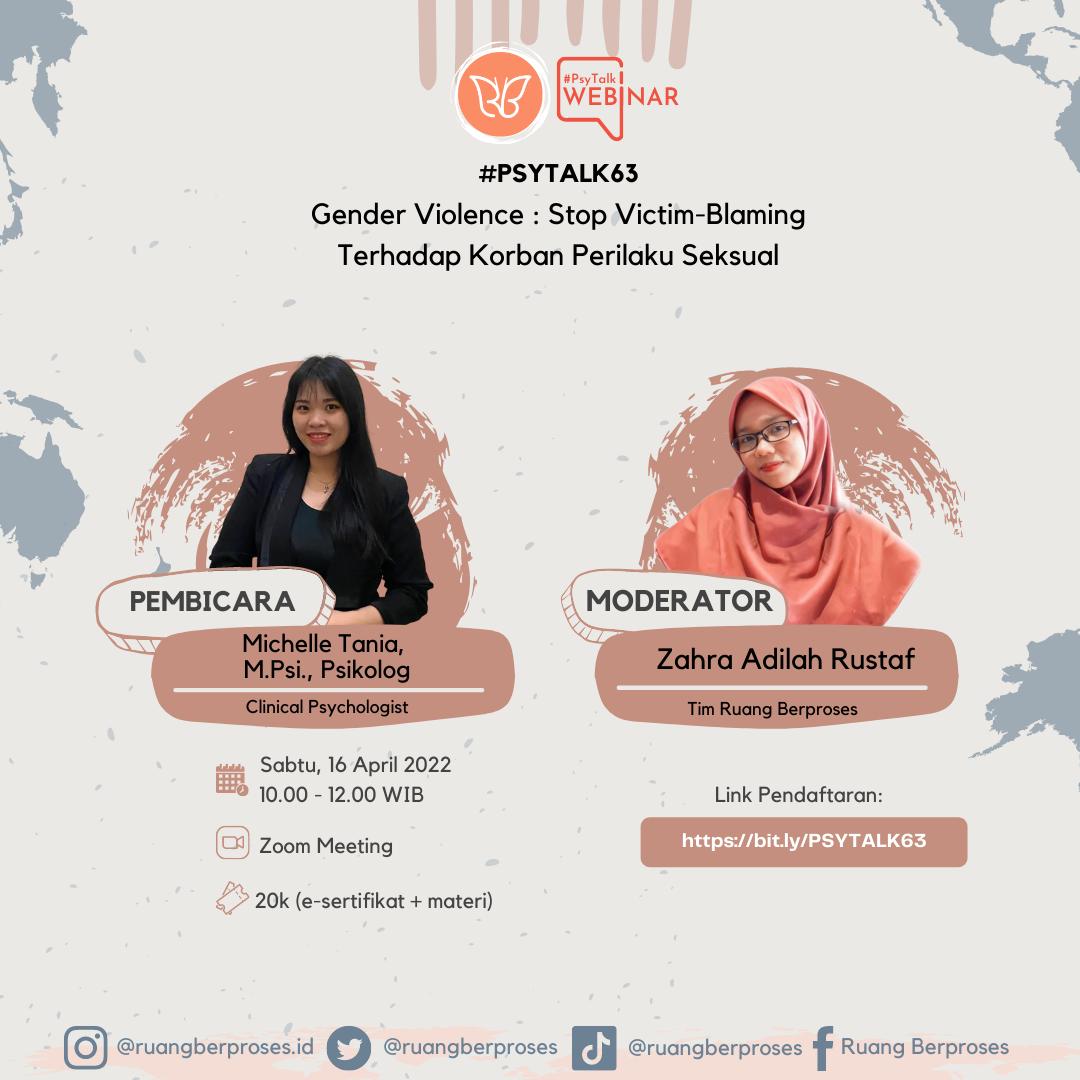 #PsyTalk
WEBINAR
#PSYTALK63
Gender Violence : Stop Victim-Blaming
Terhadap Korban Perilaku Seksual
PEMBICARA
Michelle Tania,
M.Psi., Psikolog
Clinical Psychologist
MODERATOR
Zahra Adilah Rustaf
Tim Ruang Berproses
Sabtu, 16 April 2022
10.00 - 12.00 WIB
Zoom Meeting
20k (e-sertifikat + materi)
Link Pendaftaran:
https://bit.ly/PSYTALK63
@ruangberproses.id
@ruangberproses
@ruangberproses
Ruang Berproses